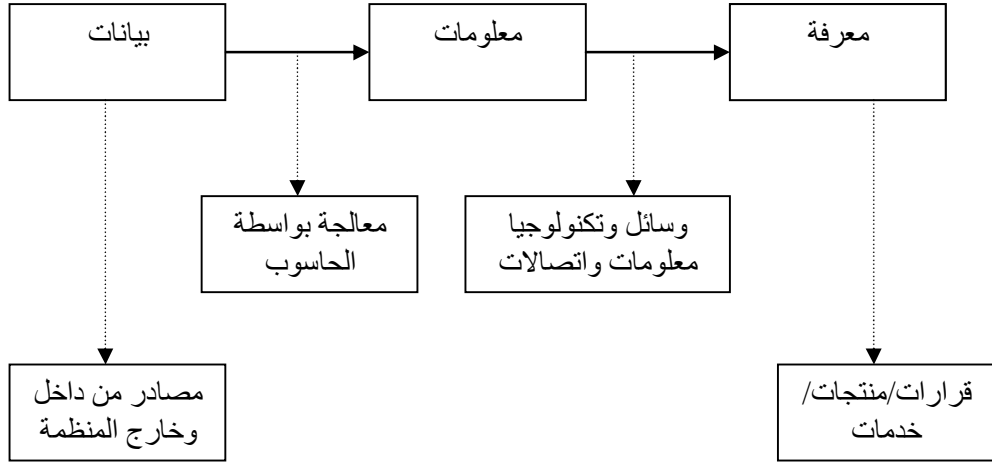 بيانات
معلومات
معرفة
معالجة بواسطة
الحاسوب
وسائل وتكنولوجيا
معلومات واتصالات
مصادر من داخل
وخارج المنظمة
قرارات/منتجات/
خدمات